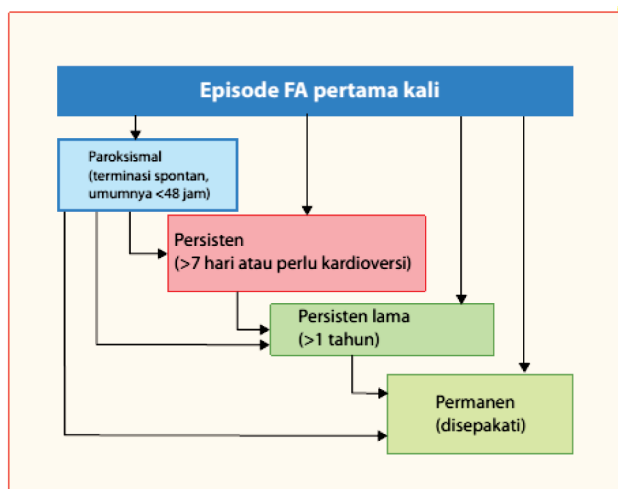 Episode FA pertama kali
Paroksismal
(terminasi spontan,
umumnya <48 jam)
Persisten
(>7 hari atau perlu kardioversi)
Persisten lama
(>1 tahun)
Permanen
(disepakati)